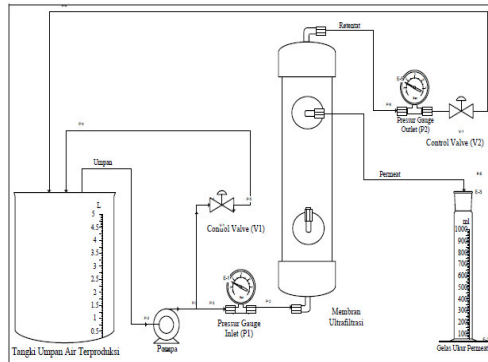 Retentat
Pressur Gauge
Outlet (P2)
Control Valve (V2)
Umpan
Permeat
L
5
4.5
4
3.5
3
2.5
2
1.5
1
0.5
Control Valve (V1)
ml
1000
900
800
700
600
500
400
300
200
100
Pressur Gauge
Inlet (P1)
Membran
Ultrafiltrasi
Pompa
Tangki Umpan Air Terproduksi
Gelas Ukur Permeat